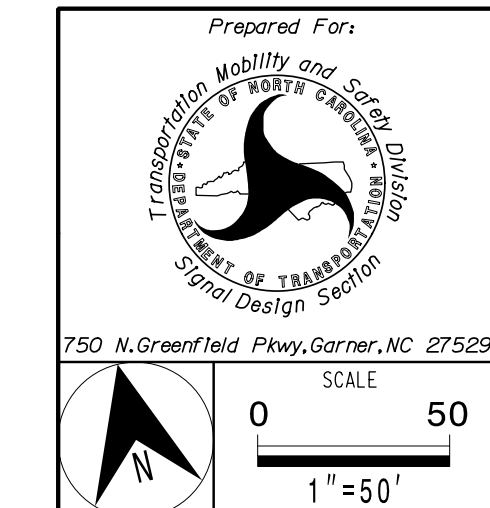 Prepared For:
Transportation Mobility and Safety Division
STATE OF NORTH CAROLINA
DEPARTMENT OF TRANSPORTATION
Signal Design Section
750 N.Greenfield Pkwy,Garner,NC 27529
SCALE
0 50
N
1"=50'